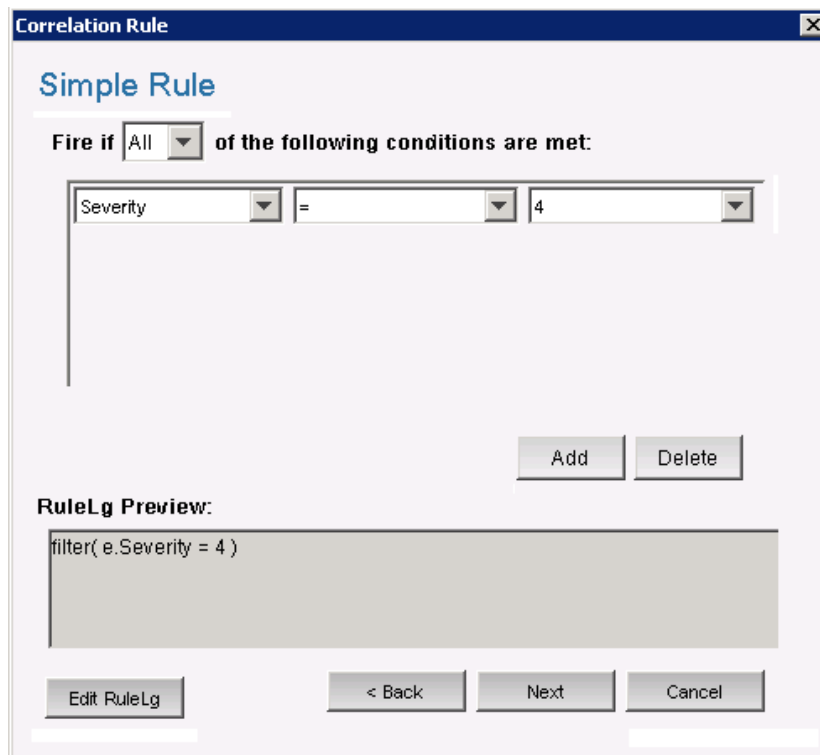 Correlation Rule
Simple Rule
Fire if All of the following conditions are met:
Severity = 4
Add Delete
RuleLg Preview:
filter( e.Severity = 4 )
Edit RuleLg < Back Next Cancel